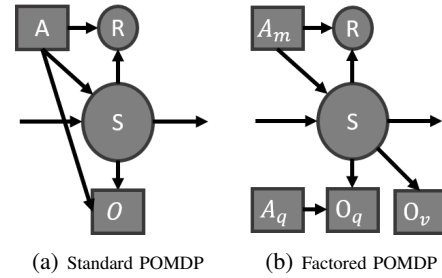 A R
S
O
(a) Standard POMDP
A_m R
S
A_q O_q O_v
(b) Factored POMDP